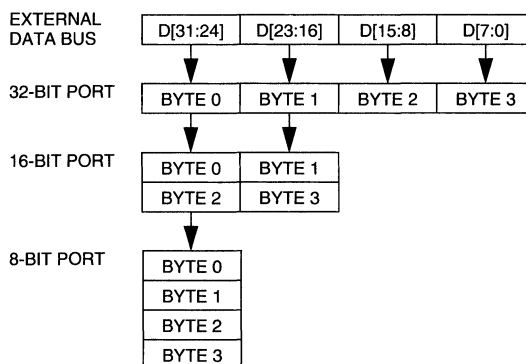 EXTERNAL
DATA BUS
D[31:24] D[23:16] D[15:8] D[7:0]
32-BIT PORT
BYTE 0 BYTE 1 BYTE 2 BYTE 3
16-BIT PORT
BYTE 0 BYTE 1
BYTE 2 BYTE 3
8-BIT PORT
BYTE 0
BYTE 1
BYTE 2
BYTE 3